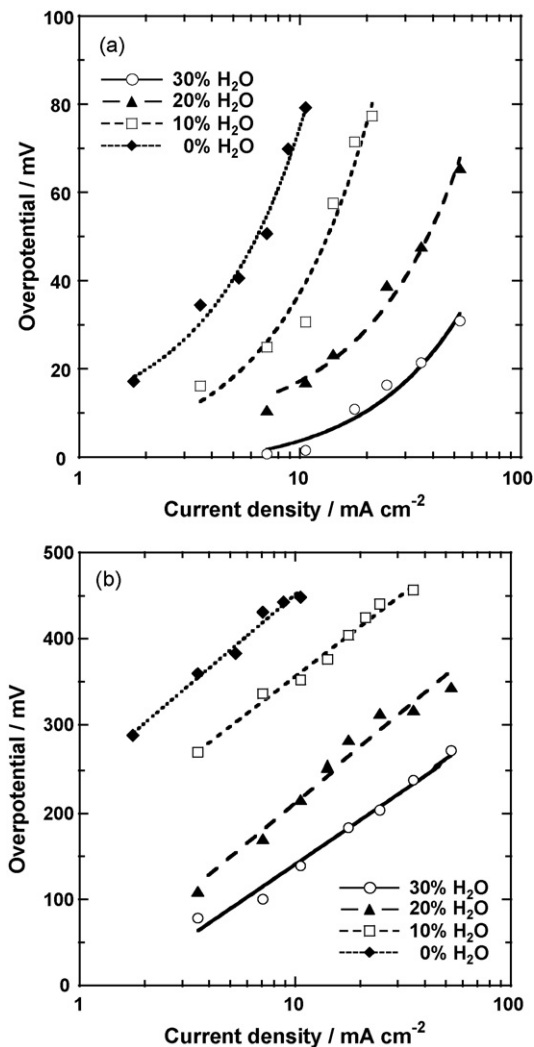 (a)
30% H₂O
20% H₂O
10% H₂O
0% H₂O
Overpotential / mV
100
80
60
40
20
0
1
10
100
Current density / mA cm⁻²
(b)
Overpotential / mV
500
450
300
200
100
0
30% H₂O
20% H₂O
10% H₂O
0% H₂O
1
10
100
Current density / mA cm⁻²